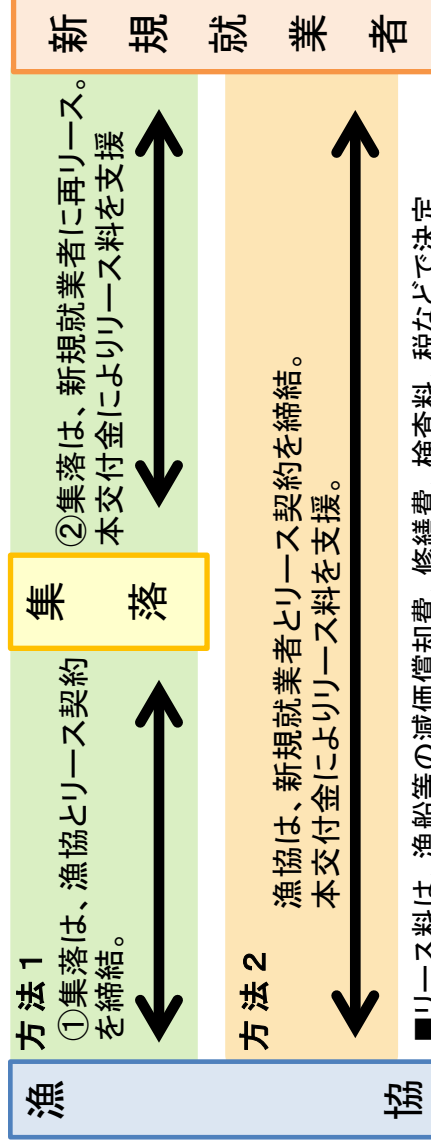 漁協
方法１
①集落は、漁協とリース契約
を締結。
集落
②集落は、新規就業者に再リース。
本交付金によりリース料を支援
新規就業者
方法２
漁協は、新規就業者とリース契約を締結。
本交付金によりリース料を支援。
■リース料は、漁船等の減価償却費、修繕費、検査料、税などで決定